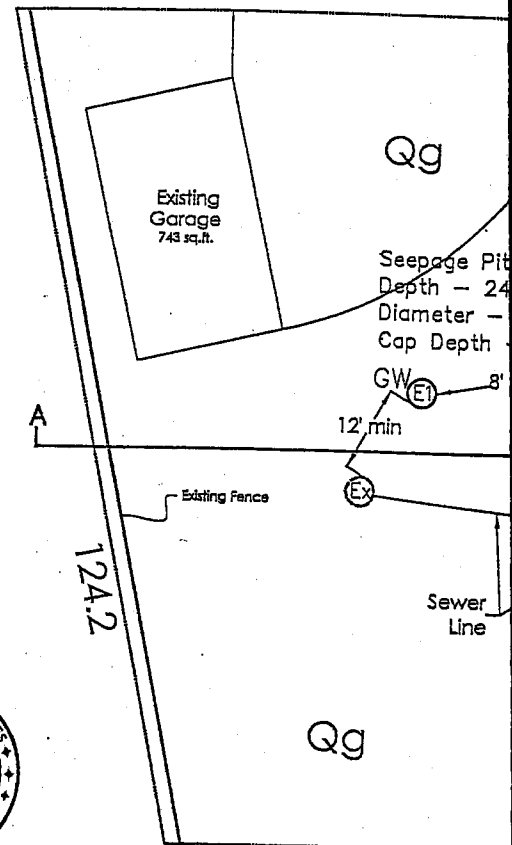 Qg
Existing
Garage
743 sq.ft.
Seepage Pit
Depth – 24
Diameter –
Cap Depth -
GW
E1
8'
A
12' min
Ex
Existing Fence
124.2
Sewer
Line
Qg